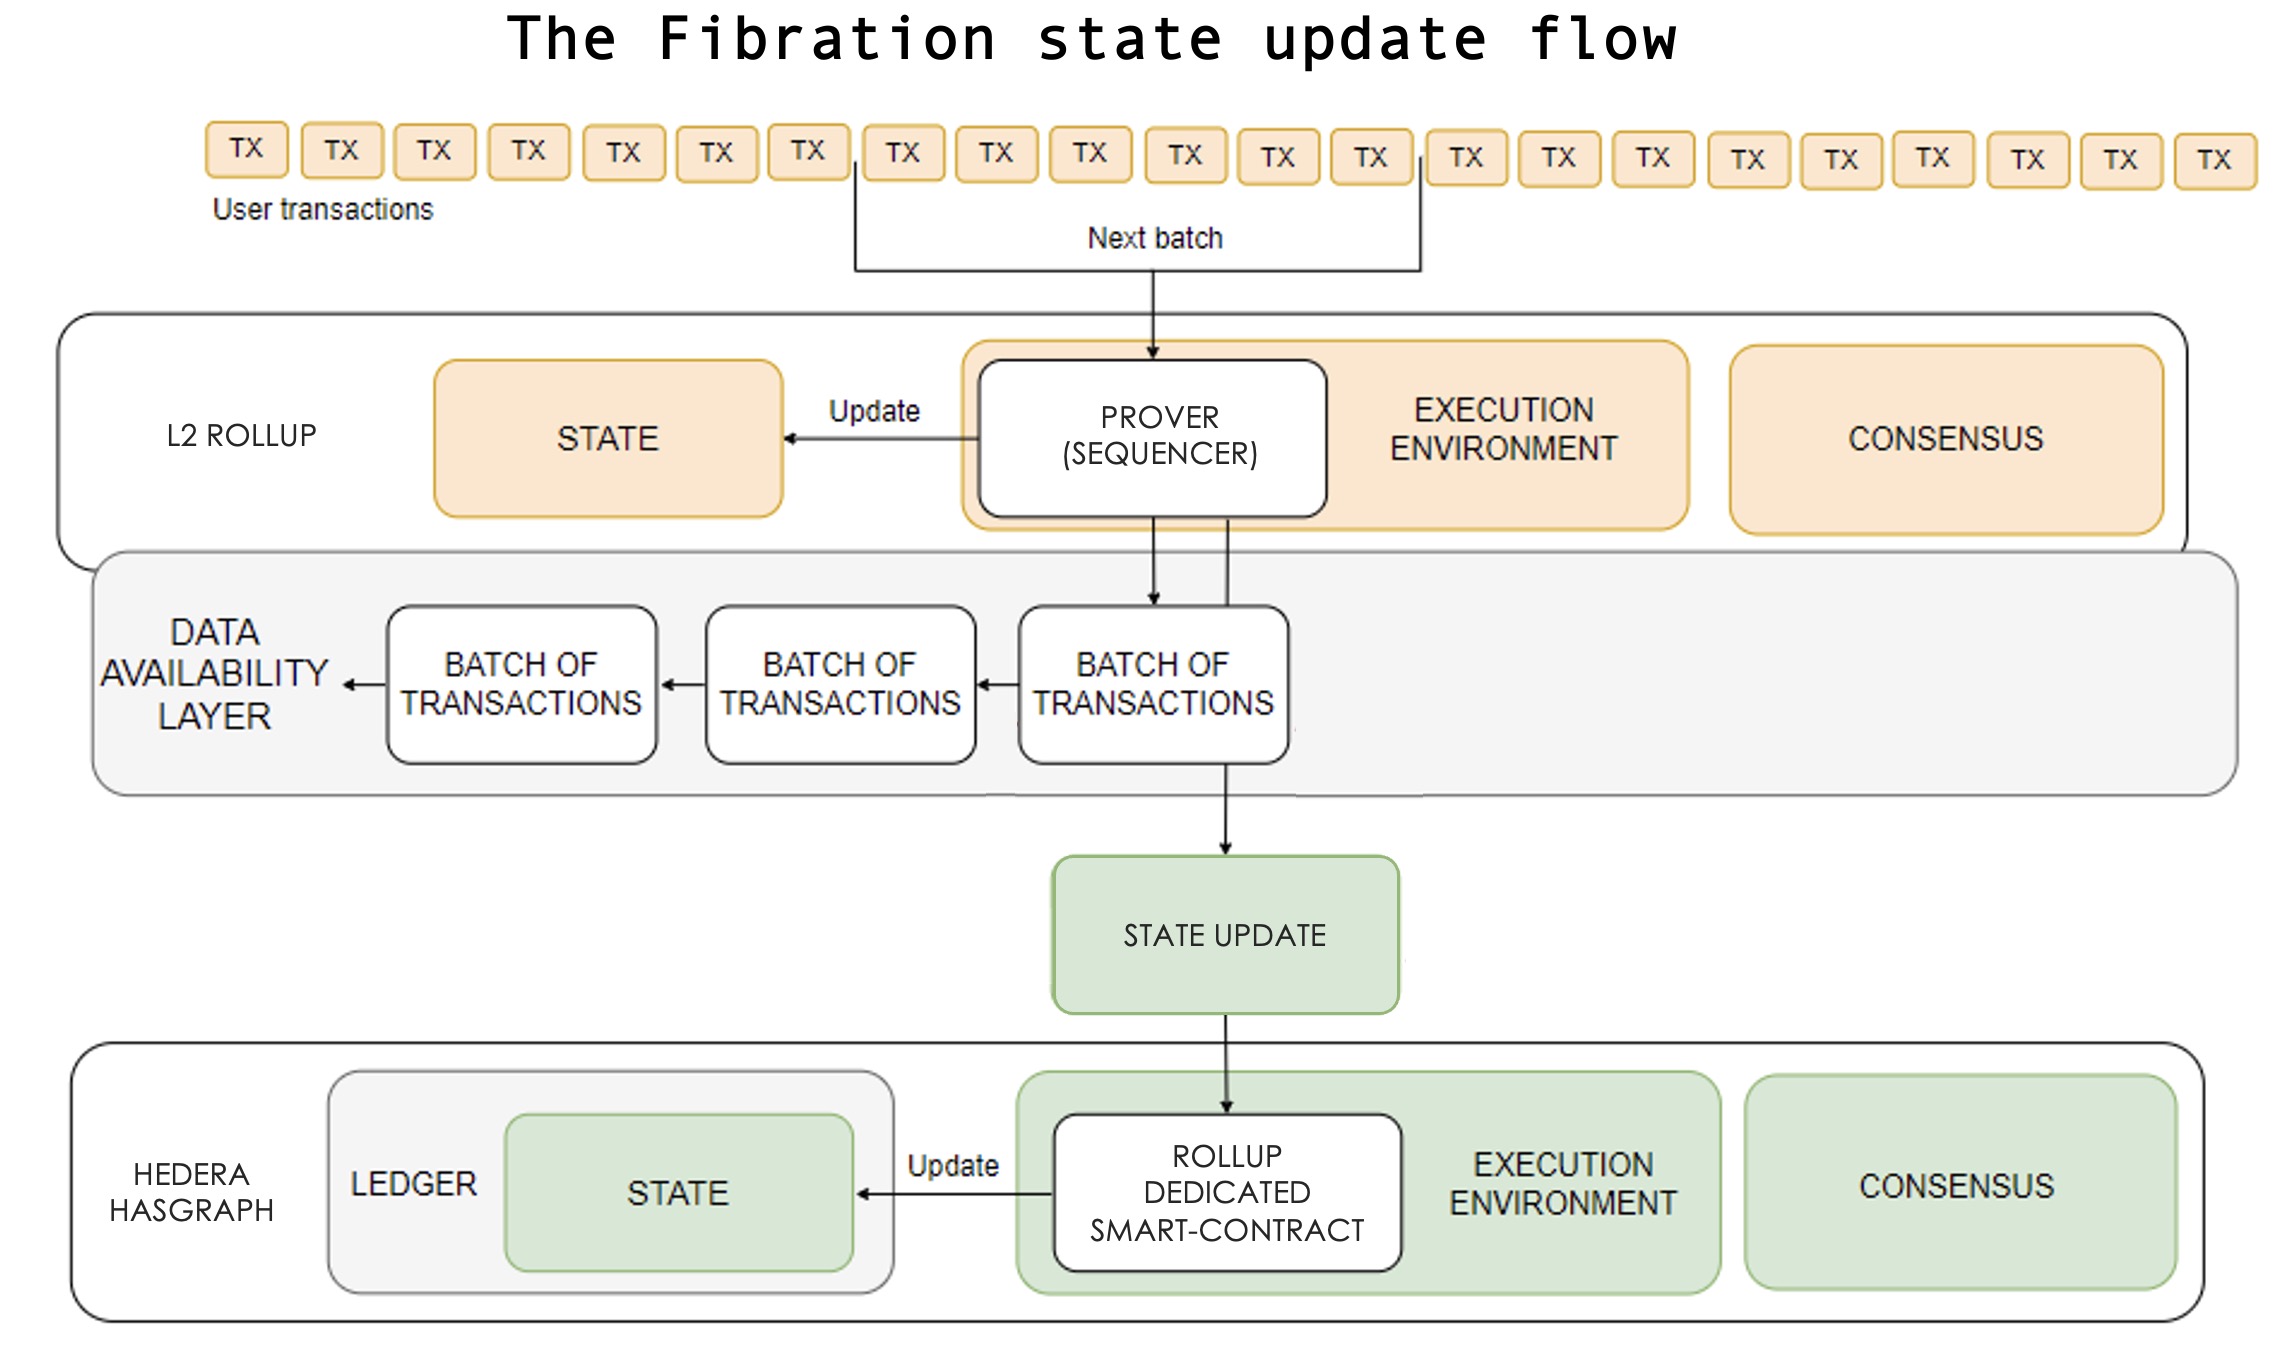 The Fibration state update flow
TX TX TX TX TX TX TX TX TX TX TX TX TX TX TX TX TX TX TX TX TX TX
User transactions
Next batch
L2 ROLLUP
STATE
Update
PROVER
(SEQUENCER)
EXECUTION
ENVIRONMENT
CONSENSUS
DATA
AVAILABILITY
LAYER
BATCH OF
TRANSACTIONS
BATCH OF
TRANSACTIONS
BATCH OF
TRANSACTIONS
STATE UPDATE
HEDERA
HASGRAPH
LEDGER
STATE
Update
ROLLUP
DEDICATED
SMART-CONTRACT
EXECUTION
ENVIRONMENT
CONSENSUS